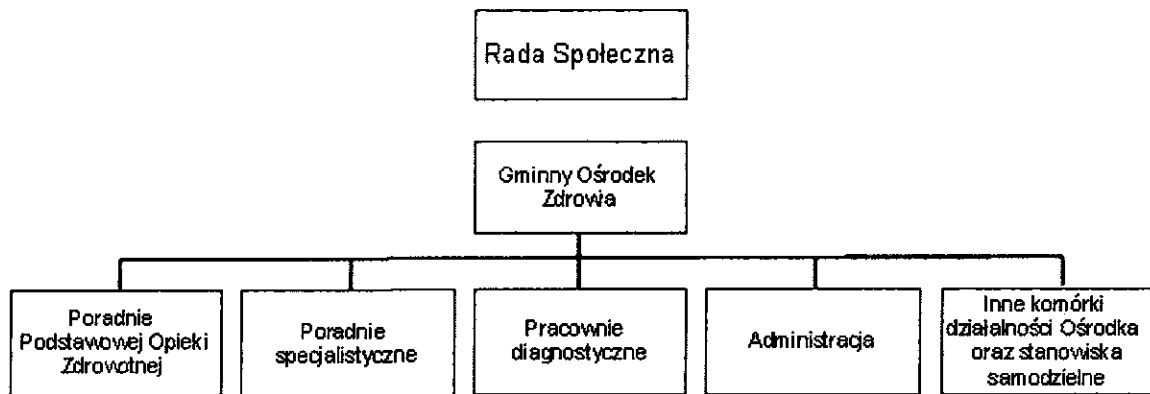 Rada Społeczna
Gminny Ośrodek
Zdrowia
Poradnie
Podstawowej Opieki
Zdrowotnej
Poradnie
specjalistyczne
Pracownie
diagnostyczne
Administracja
Inne komórki
działalności Ośrodka
oraz stanowiska
samodzielne